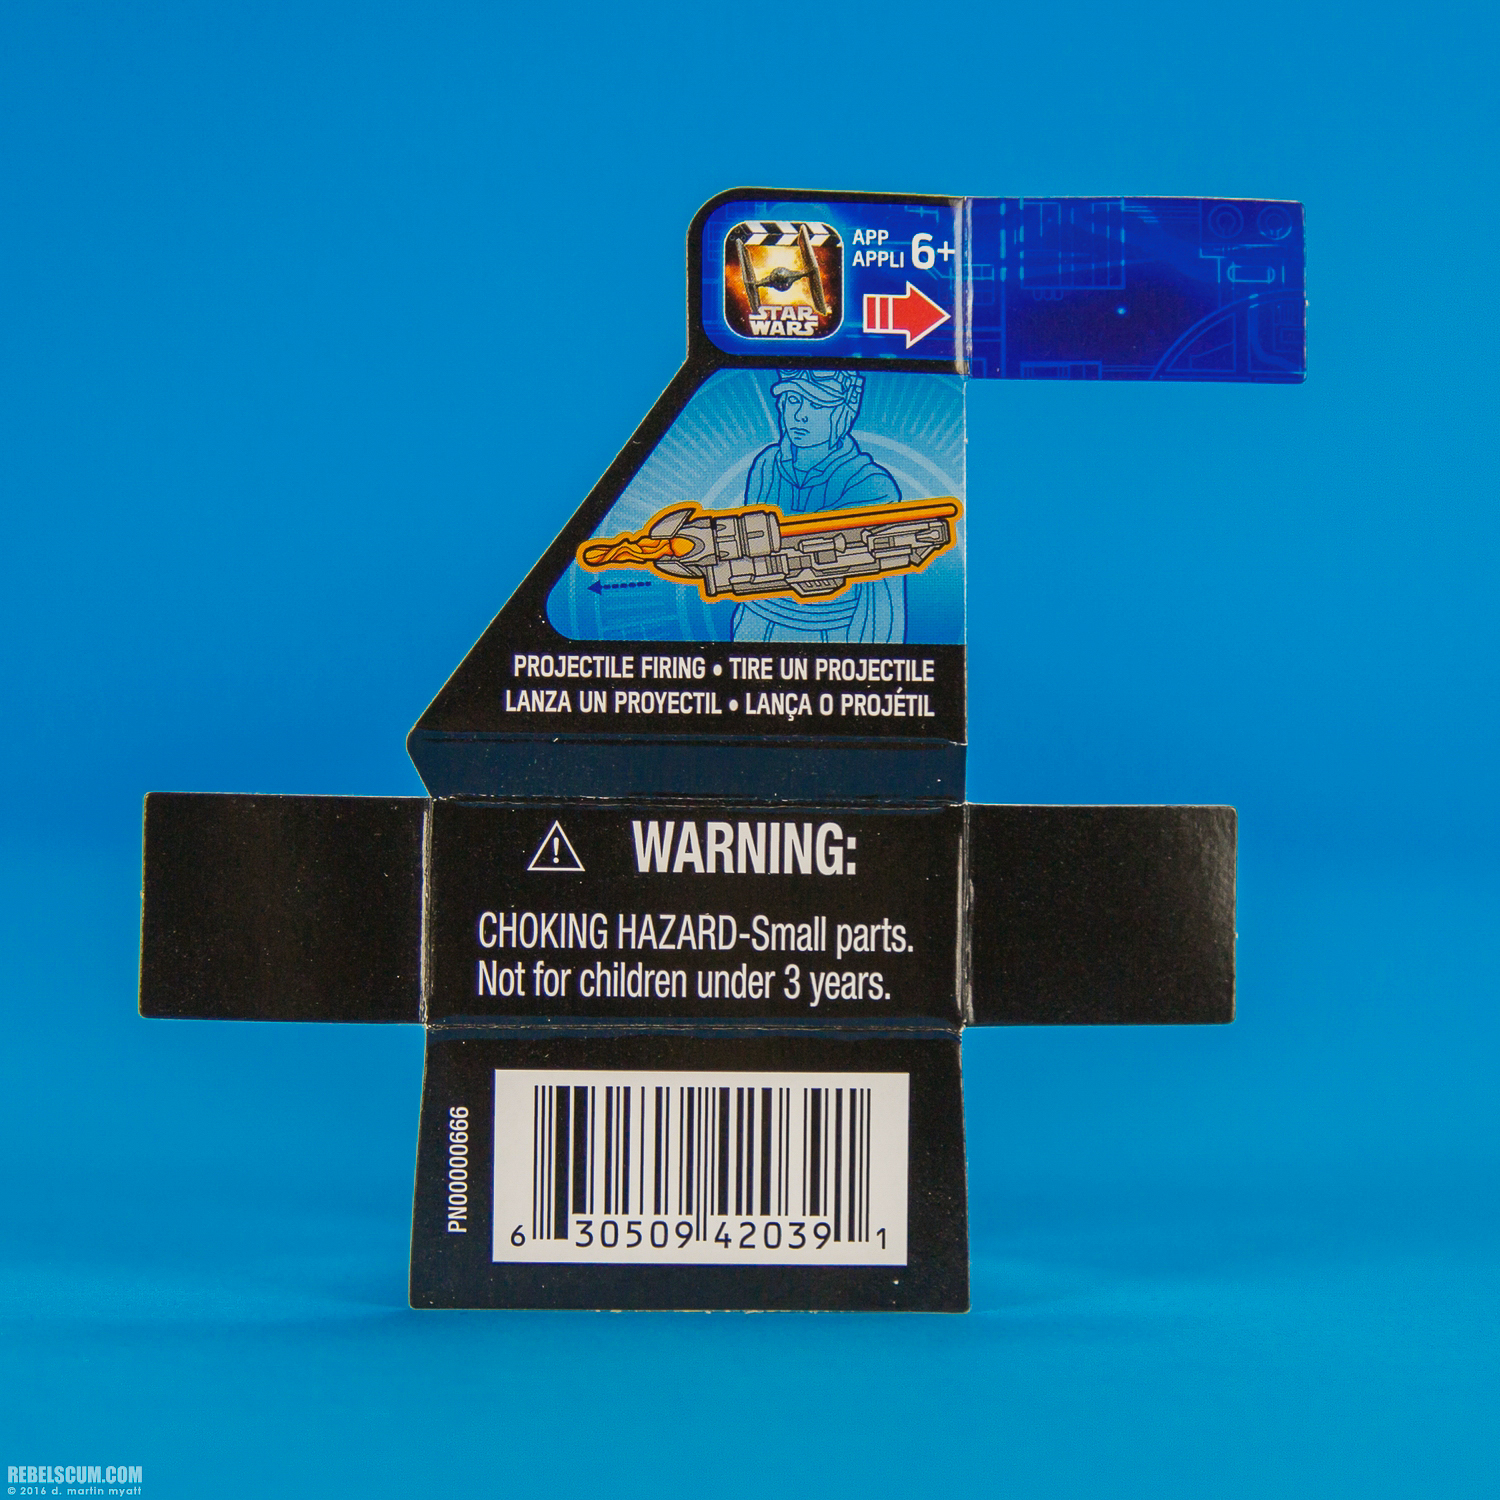 APP
APPLI 6+
STAR
WARS
PROJECTILE FIRING • TIRE UN PROJECTILE
LANZA UN PROYECTIL • LANÇA O PROJÉTIL
WARNING:
CHOKING HAZARD-Small parts.
Not for children under 3 years.
PN00000666
6 30509 42039 1
REBELSCUM.COM
© 2016 d. martin myatt